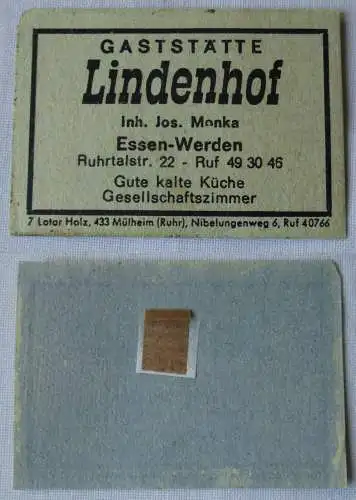 GASTSTÄTTE
Lindenhof
Inh. Jos. Monka
Essen-Werden
Ruhrtalstr. 22 - Ruf 49 30 46
Gute kalte Küche
Gesellschaftszimmer
7 Lotar Holz, 433 Mülheim (Ruhr), Nibelungenweg 6, Ruf 40766